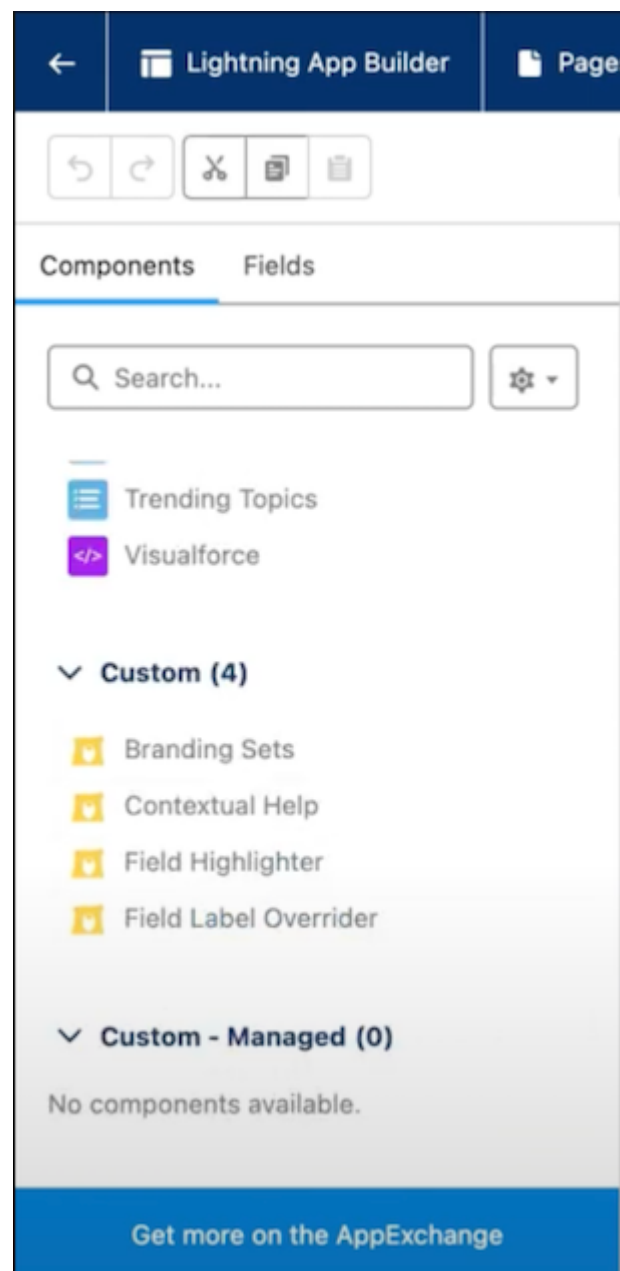 Lightning App Builder
Page
Components Fields
Search...
Trending Topics
</> Visualforce
Custom (4)
Branding Sets
Contextual Help
Field Highlighter
Field Label Overrider
Custom - Managed (0)
No components available.
Get more on the AppExchange